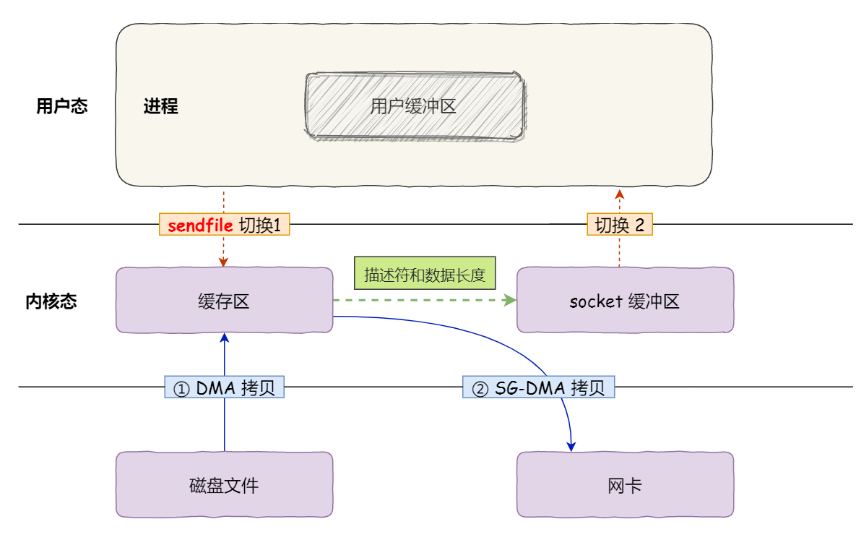 用户态
进程
用户缓冲区
sendfile 切换1
切换 2
内核态
缓存区
描述符和数据长度
socket 缓冲区
① DMA 拷贝
② SG-DMA 拷贝
磁盘文件
网卡